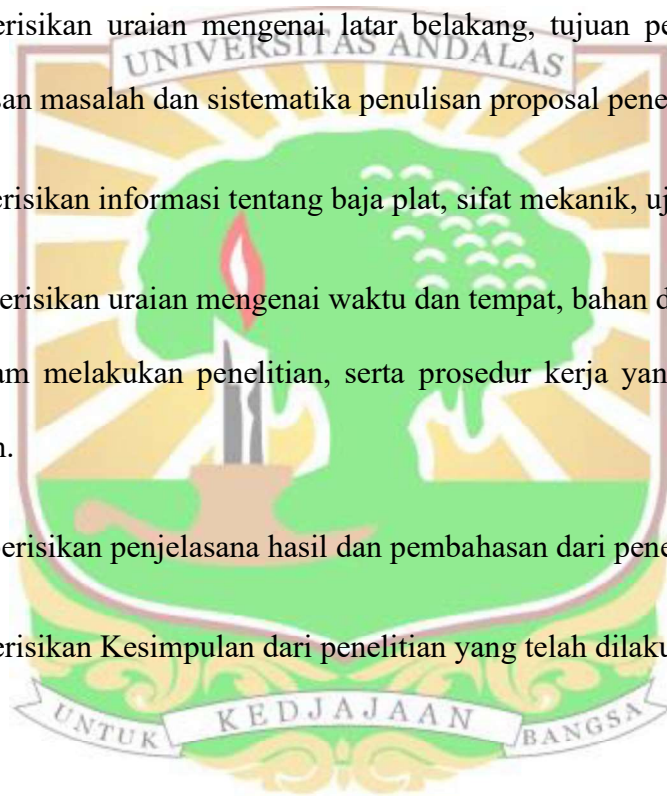 erisikan uraian mengenai latar belakang, tujuan pe
UNIVERSITAS ANDALAS
san masalah dan sistematika penulisan proposal pene
erisikan informasi tentang baja plat, sifat mekanik, uj
erisikan uraian mengenai waktu dan tempat, bahan d
am melakukan penelitian, serta prosedur kerja yan
n.
erisikan penjelasana hasil dan pembahasan dari pene
erisikan Kesimpulan dari penelitian yang telah dilaku
UNTUK KEDJAJAAN BANGSA